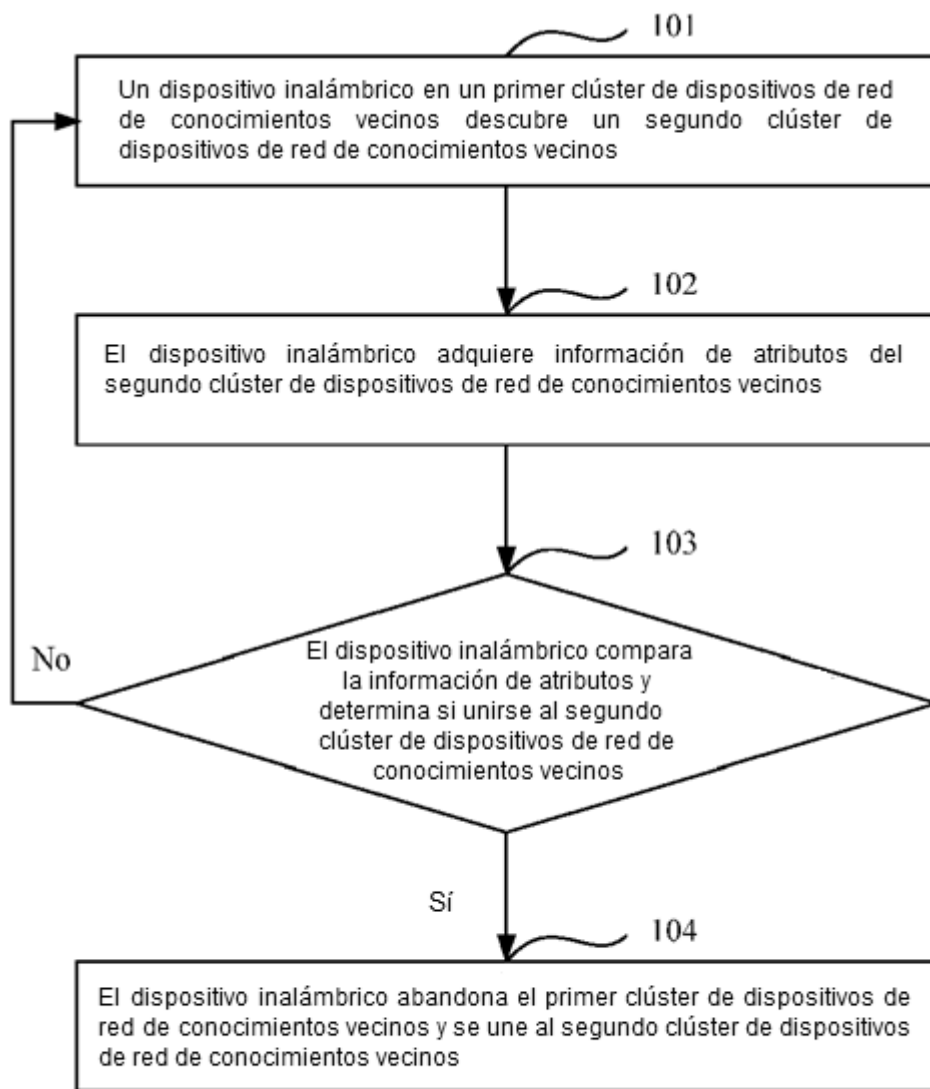 101
Un dispositivo inalámbrico en un primer clúster de dispositivos de red
de conocimientos vecinos descubre un segundo clúster de
dispositivos de red de conocimientos vecinos
102
El dispositivo inalámbrico adquiere información de atributos del
segundo clúster de dispositivos de red de conocimientos vecinos
103
No
El dispositivo inalámbrico compara
la información de atributos y
determina si unirse al segundo
clúster de dispositivos de red de
conocimientos vecinos
Sí
104
El dispositivo inalámbrico abandona el primer clúster de dispositivos de
red de conocimientos vecinos y se une al segundo clúster de dispositivos
de red de conocimientos vecinos